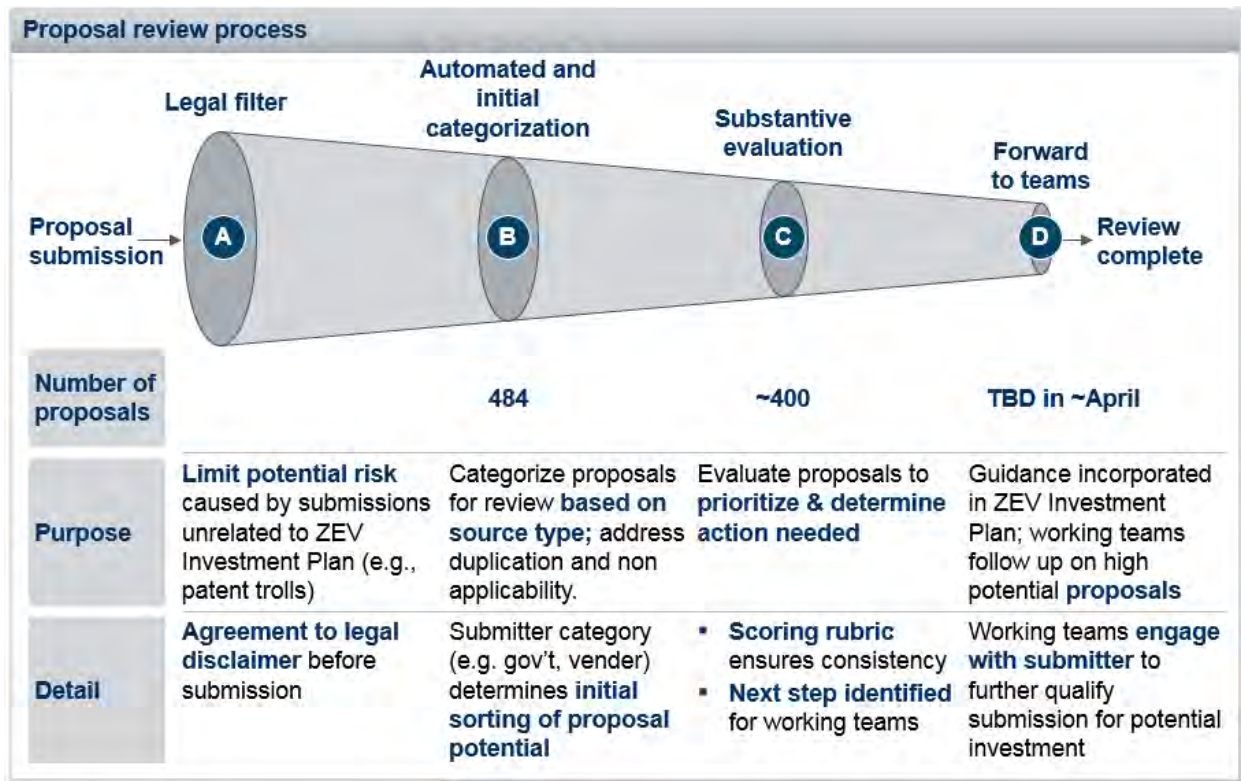 Proposal review process
Legal filter
Automated and
initial
categorization
Substantive
evaluation
Forward
to teams
Proposal
submission
A
B
C
D
Review
complete
Number of
proposals
484
~400
TBD in ~April
Purpose
Limit potential risk
caused by submissions
unrelated to ZEV
Investment Plan (e.g.,
patent trolls)
Categorize proposals
for review based on
source type; address
duplication and non
applicability.
Evaluate proposals to
prioritize & determine
action needed
Guidance incorporated
in ZEV Investment
Plan; working teams
follow up on high
potential proposals
Detail
Agreement to legal
disclaimer before
submission
Submitter category
(e.g. gov't, vender)
determines initial
sorting of proposal
potential
▪ Scoring rubric
ensures consistency
▪ Next step identified
for working teams
Working teams engage
with submitter to
further qualify
submission for potential
investment